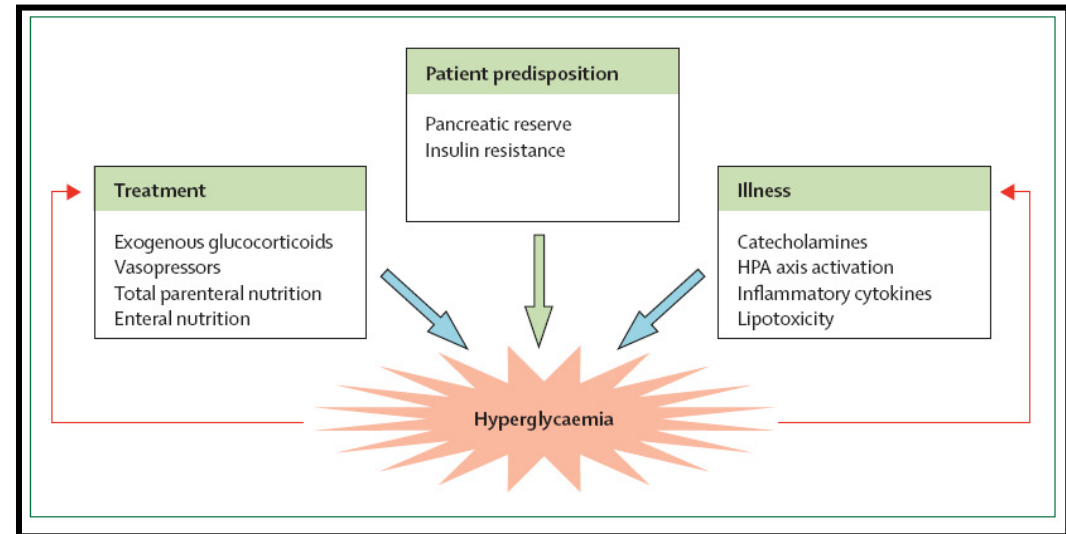 Patient predisposition
Pancreatic reserve
Insulin resistance
Treatment
Exogenous glucocorticoids
Vasopressors
Total parenteral nutrition
Enteral nutrition
Illness
Catecholamines
HPA axis activation
Inflammatory cytokines
Lipotoxicity
Hyperglycaemia